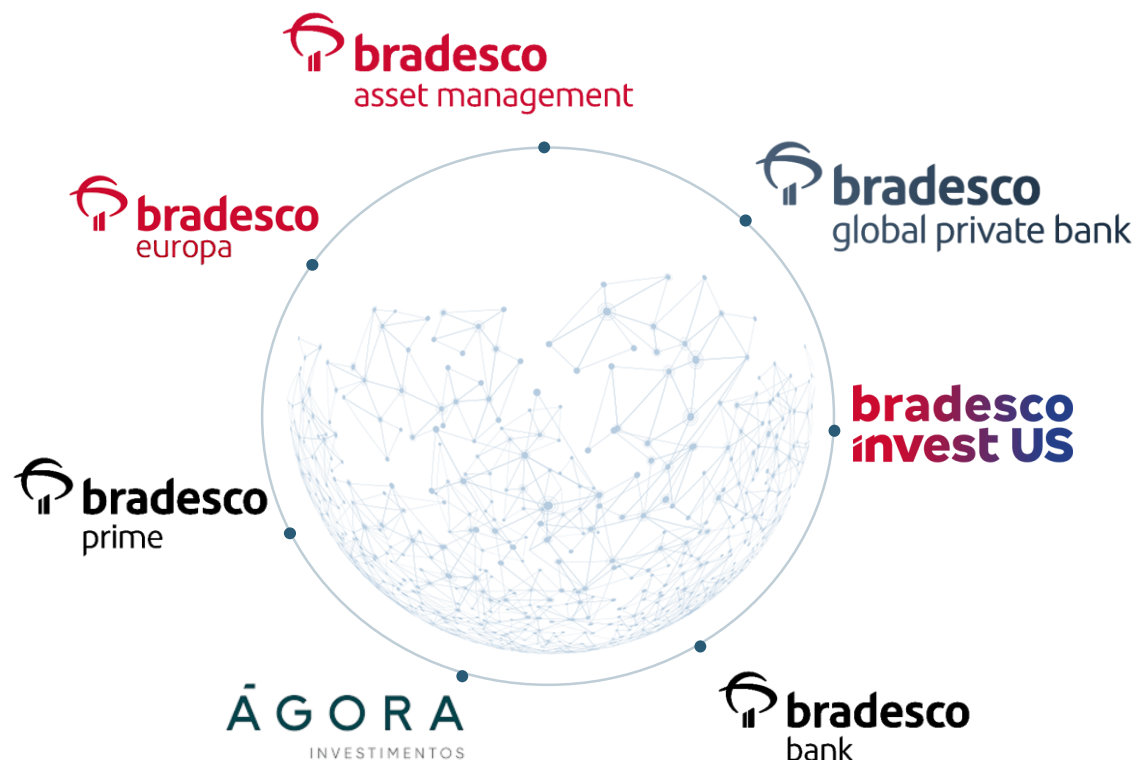 bradesco
asset management
bradesco
global private bank
bradesco
europa
bradesco
invest US
bradesco
prime
ÁGORA
INVESTIMENTOS
bradesco
bank